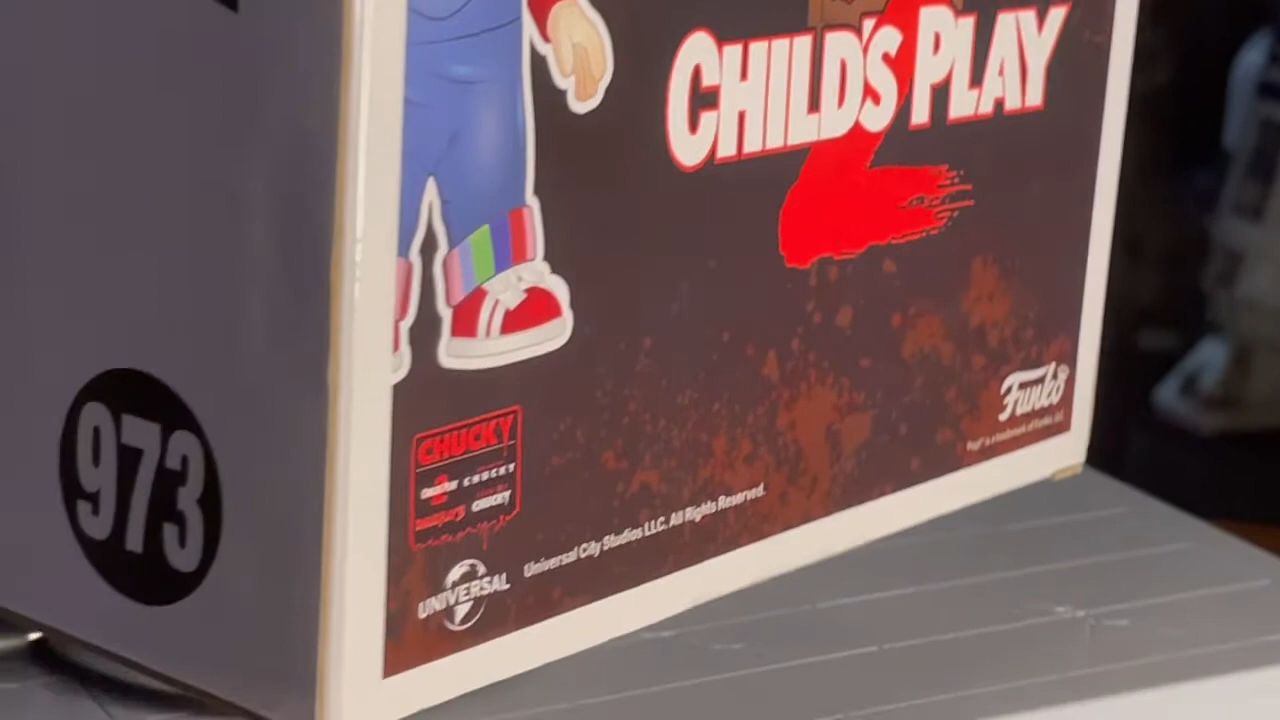 CHILD'S PLAY
2
973
Funko
CHUCKY
CHUCKY
CHUCKY
UNIVERSAL
Universal City Studios LLC. All Rights Reserved.